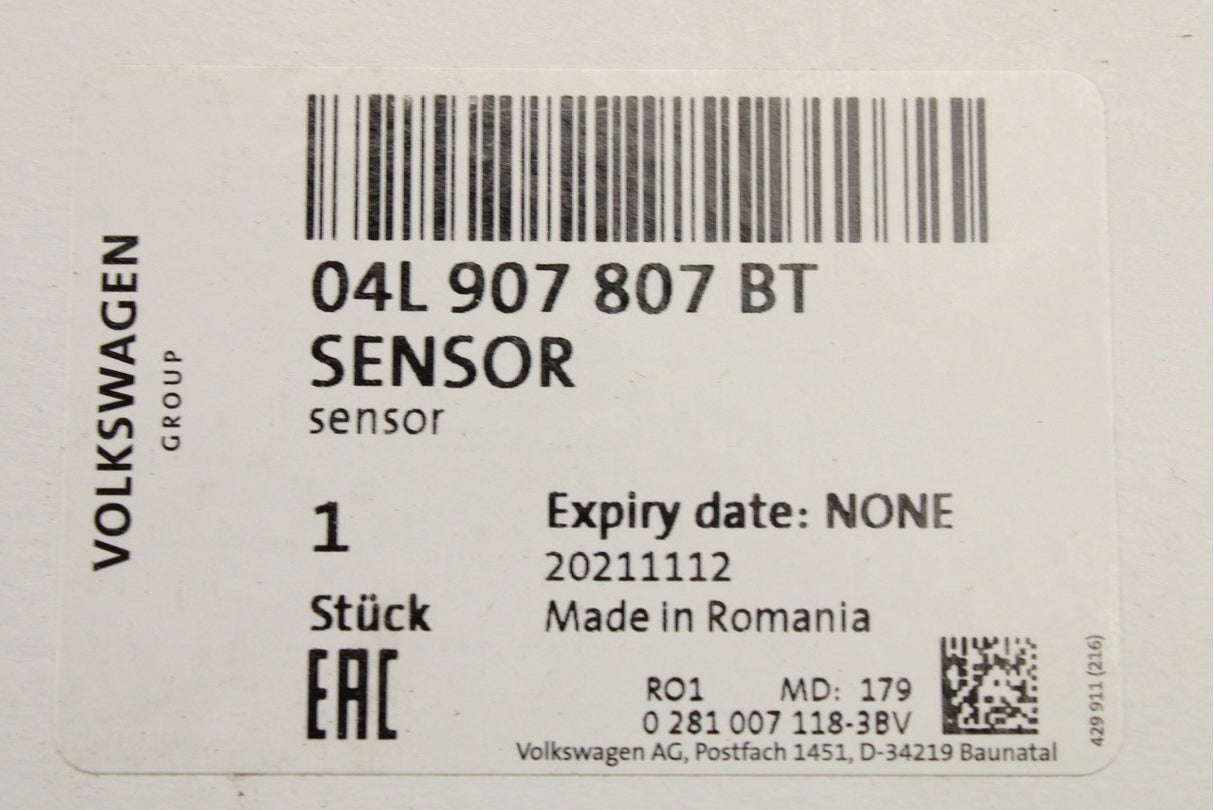 VOLKSWAGEN
GROUP
04L 907 807 BT
SENSOR
sensor
1
Stück
EAC
Expiry date: NONE
20211112
Made in Romania
RO1 MD: 179
0 281 007 118-3BV
Volkswagen AG, Postfach 1451, D-34219 Baunatal
429 911 (216)